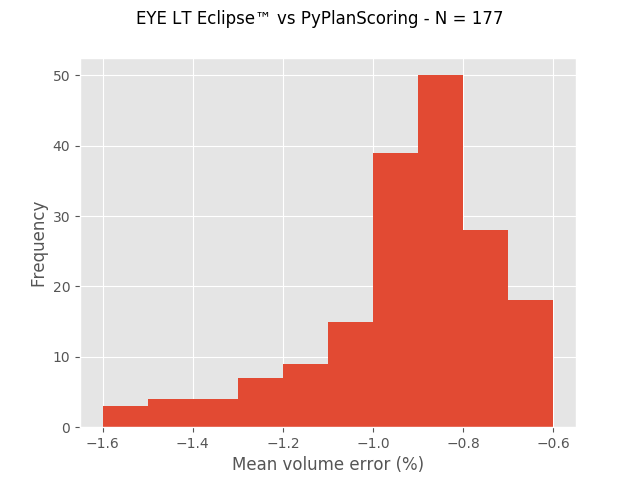 EYE LT Eclipse™ vs PyPlanScoring - N = 177
Frequency
50
40
30
20
10
0
−1.6 −1.4 −1.2 −1.0 −0.8 −0.6
Mean volume error (%)